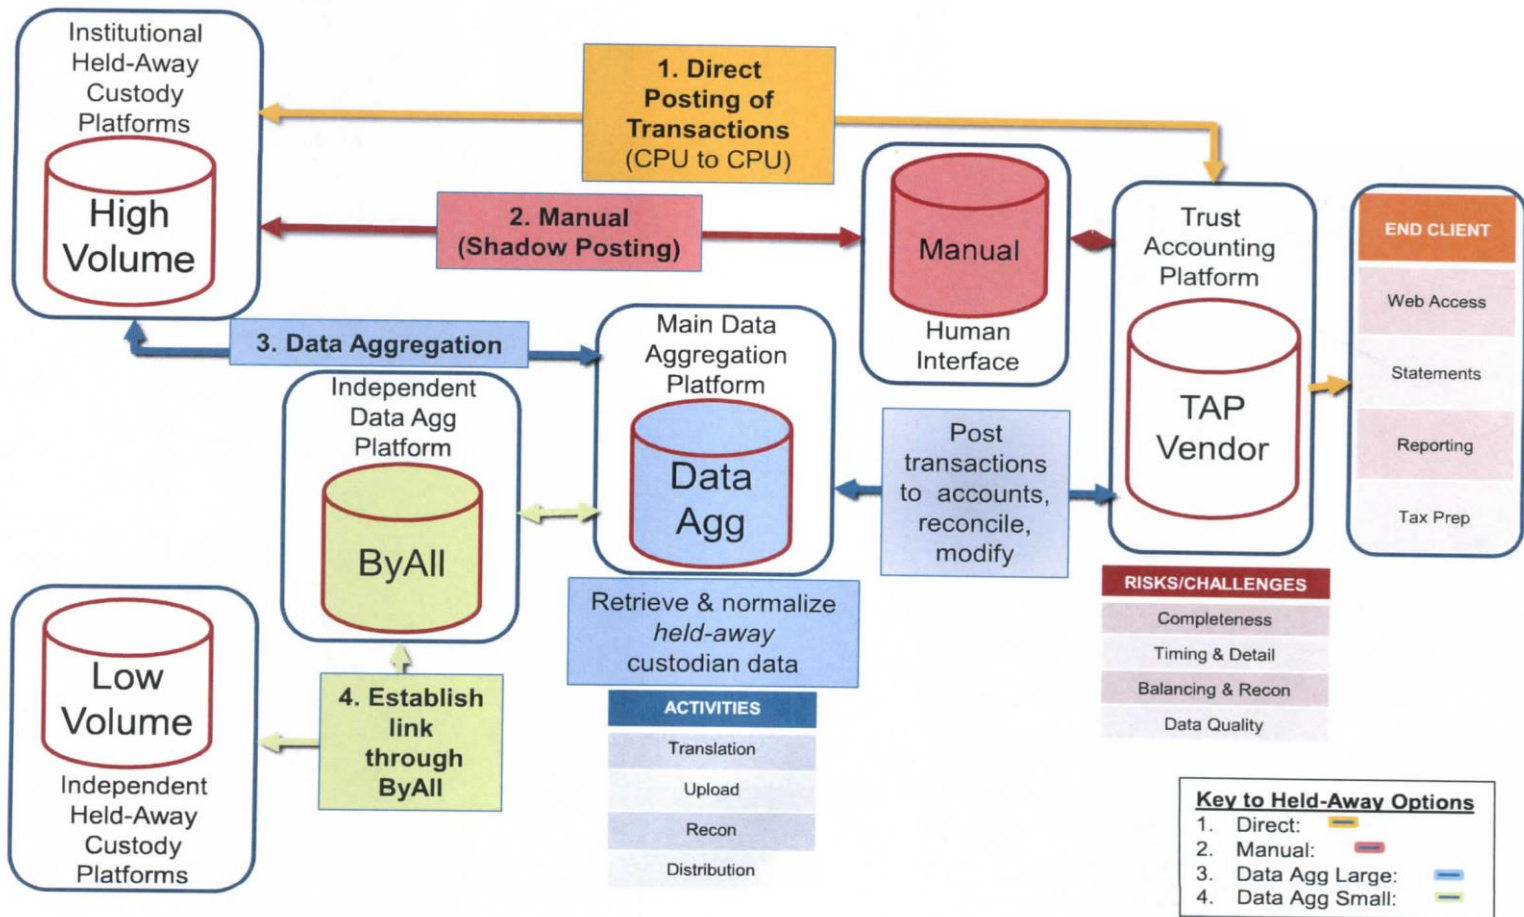 Institutional
Held-Away
Custody
Platforms
High
Volume
1. Direct
Posting of
Transactions
(CPU to CPU)
2. Manual
(Shadow Posting)
Manual
Human
Interface
Trust
Accounting
Platform
TAP
Vendor
END CLIENT
Web Access
Statements
Reporting
Tax Prep
3. Data Aggregation
Main Data
Aggregation
Platform
Data
Agg
Independent
Data Agg
Platform
ByAll
Post
transactions
to accounts,
reconcile,
modify
Retrieve & normalize
held-away
custodian data
ACTIVITIES
Translation
Upload
Recon
Distribution
RISKS/CHALLENGES
Completeness
Timing & Detail
Balancing & Recon
Data Quality
Low
Volume
Independent
Held-Away
Custody
Platforms
4. Establish
link
through
ByAll
Key to Held-Away Options
1. Direct:
2. Manual:
3. Data Agg Large:
4. Data Agg Small: